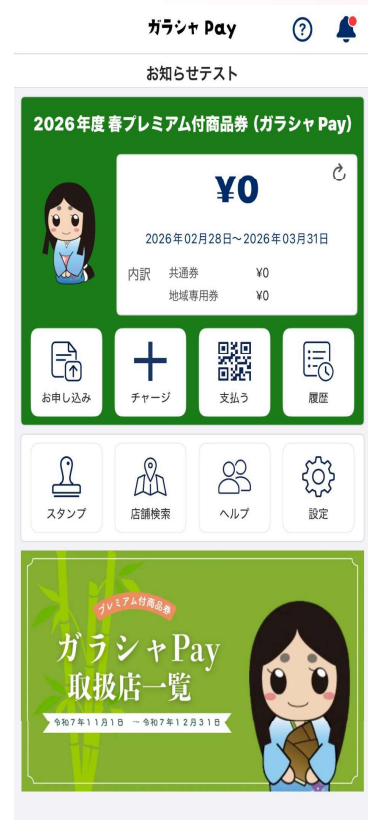 ガラシャ Pay
?
お知らせテスト
2026年度 春プレミアム付商品券 (ガラシャ Pay)
¥0
2026年02月28日～2026年03月31日
内訳 共通券 ¥0
地域専用券 ¥0
お申し込み チャージ 支払う 履歴
スタンプ 店舗検索 ヘルプ 設定
プレミアム付商品券
ガラシャPay
取扱店一覧
令和7年11月1日 ～令和7年12月31日